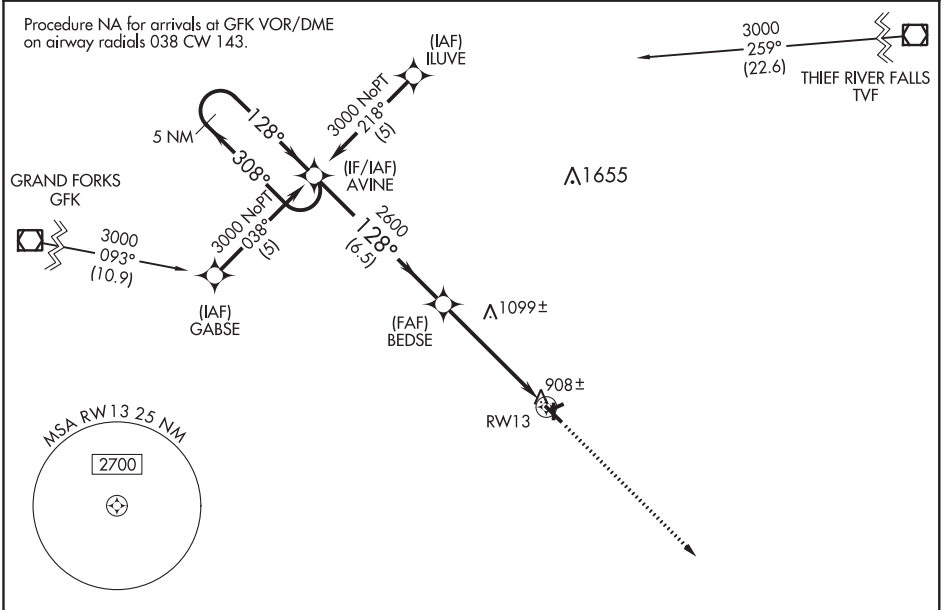 Procedure NA for arrivals at GFK VOR/DME
on airway radials 038 CW 143.
(IAF)
ILUVE
3000
259°
(22.6)
THIEF RIVER FALLS
TVF
3000 NoPT
218°
(5)
5 NM
128°
308°
(IF/IAF)
AVINE
1655
GRAND FORKS
GFK
3000
093°
(10.9)
3000 NoPT
038°
(5)
2600
128°
(6.5)
(IAF)
GABSE
(FAF)
BEDSE
1099±
908±
RW13
MSA RW13 25 NM
2700